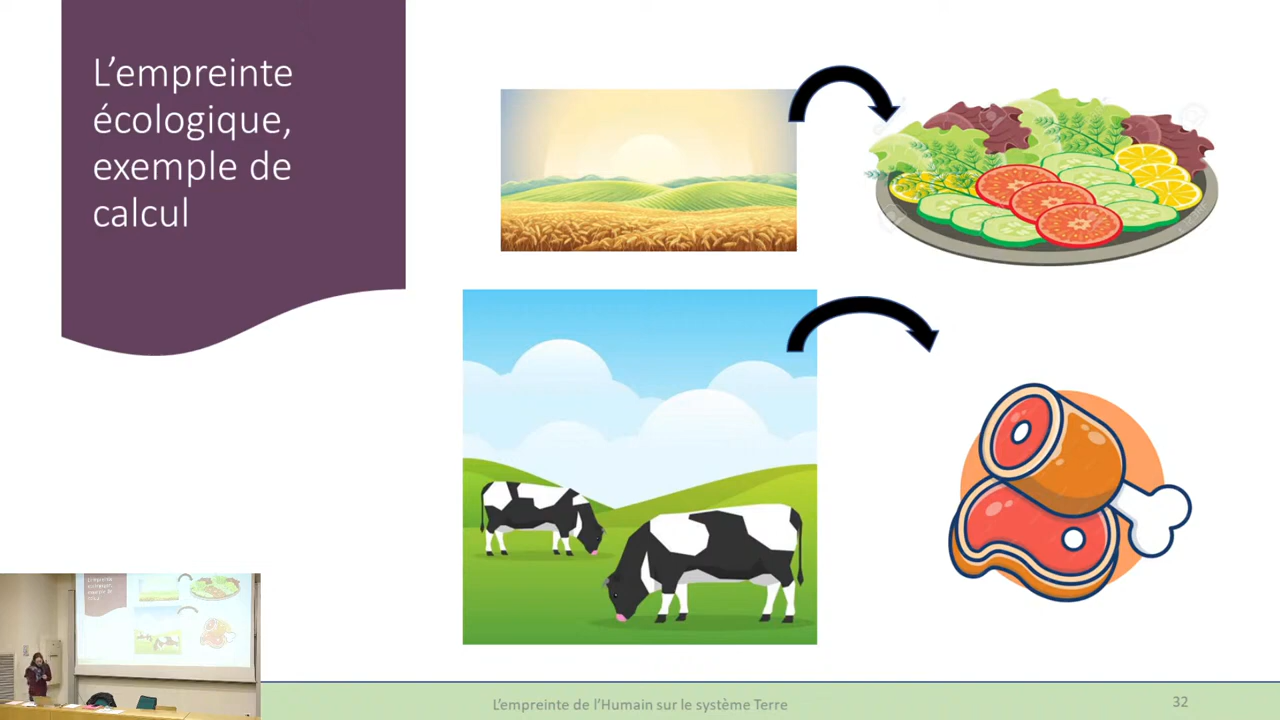 L’empreinte
écologique,
exemple de
calcul
L’empreinte de l’Humain sur le système Terre
32